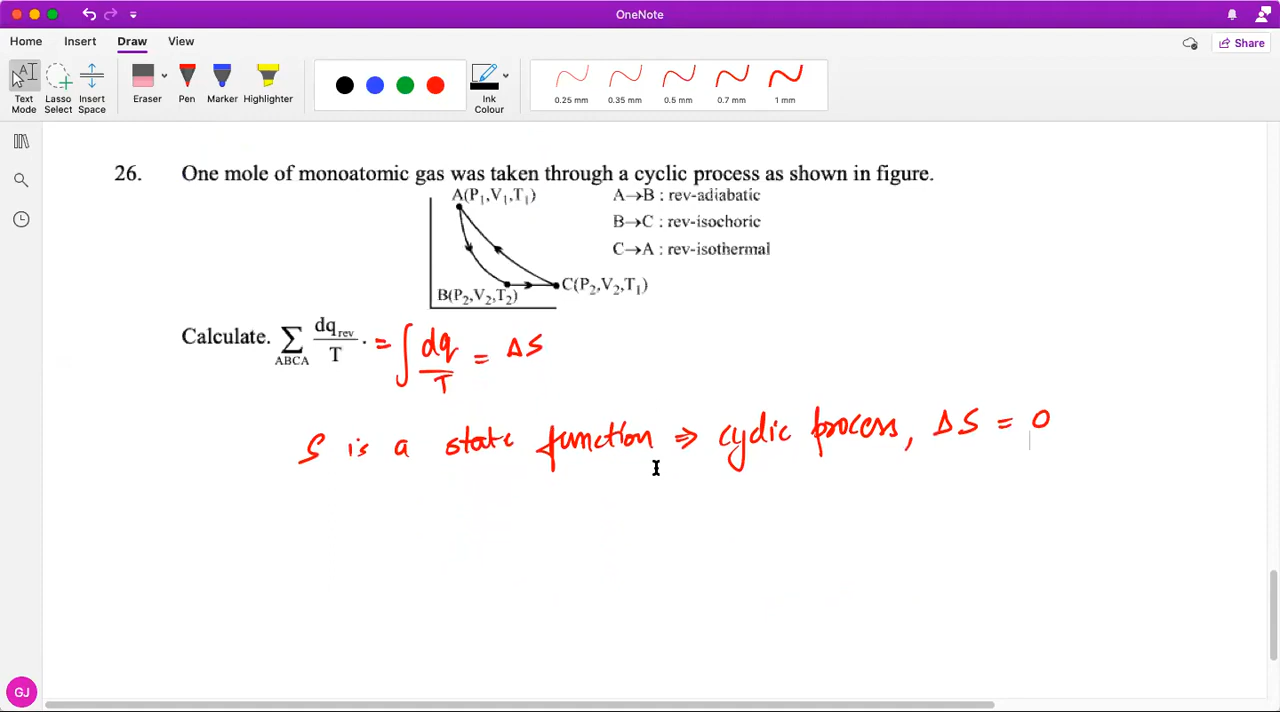 OneNote
Home Insert Draw View
Share
Text Mode
Lasso Select
Insert Space
Eraser
Pen
Marker
Highlighter
Ink Colour
0.25 mm 0.35 mm 0.5 mm 0.7 mm 1 mm
26. One mole of monoatomic gas was taken through a cyclic process as shown in figure.
A(P₁,V₁,T₁) A→B : rev-adiabatic
B→C : rev-isochoric
C→A : rev-isothermal
C(P₂,V₂,T₁)
B(P₂,V₂,T₂)
Calculate. ∑ABCA dq_rev/T . = ∫ dq/T = ΔS
S is a state function ⇒ cyclic process, ΔS = 0
GJ